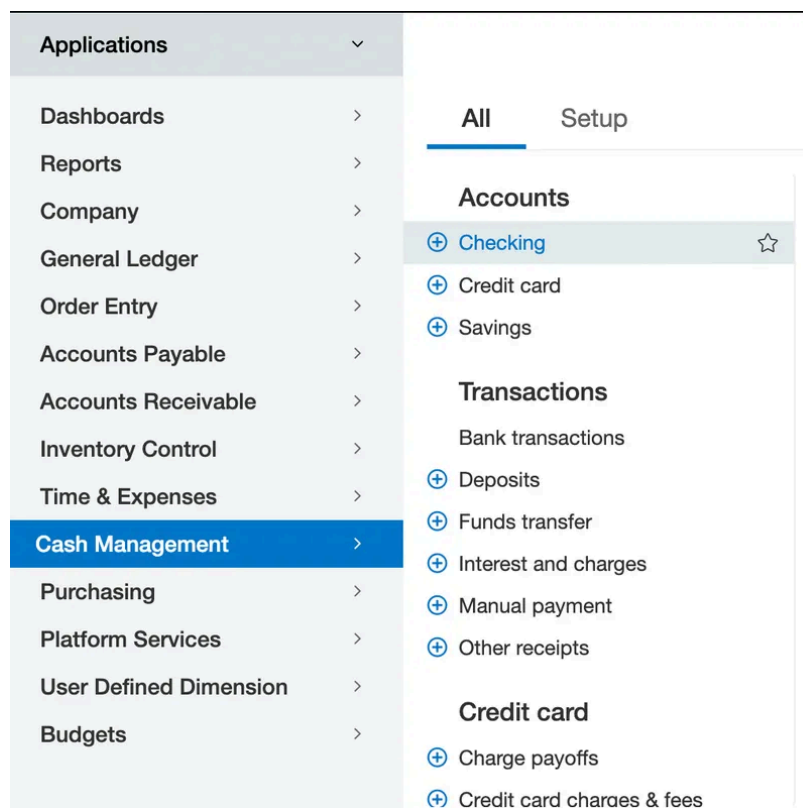 Applications
Dashboards
Reports
Company
General Ledger
Order Entry
Accounts Payable
Accounts Receivable
Inventory Control
Time & Expenses
Cash Management
Purchasing
Platform Services
User Defined Dimension
Budgets
All Setup
Accounts
Checking
Credit card
Savings
Transactions
Bank transactions
Deposits
Funds transfer
Interest and charges
Manual payment
Other receipts
Credit card
Charge payoffs
Credit card charges & fees